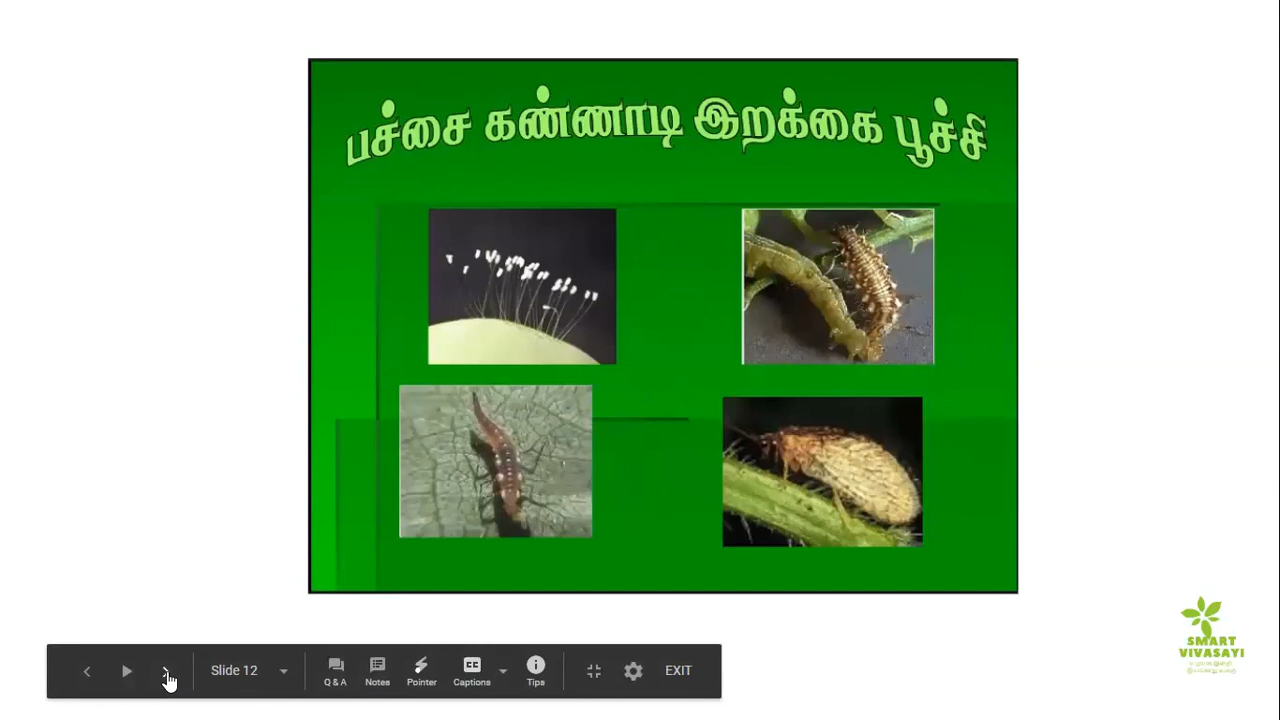 பச்சை கண்ணாடி இறக்கை பூச்சி
SMART
VIVASAYI
Slide 12
Q & A
Notes
Pointer
Captions
Tips
EXIT